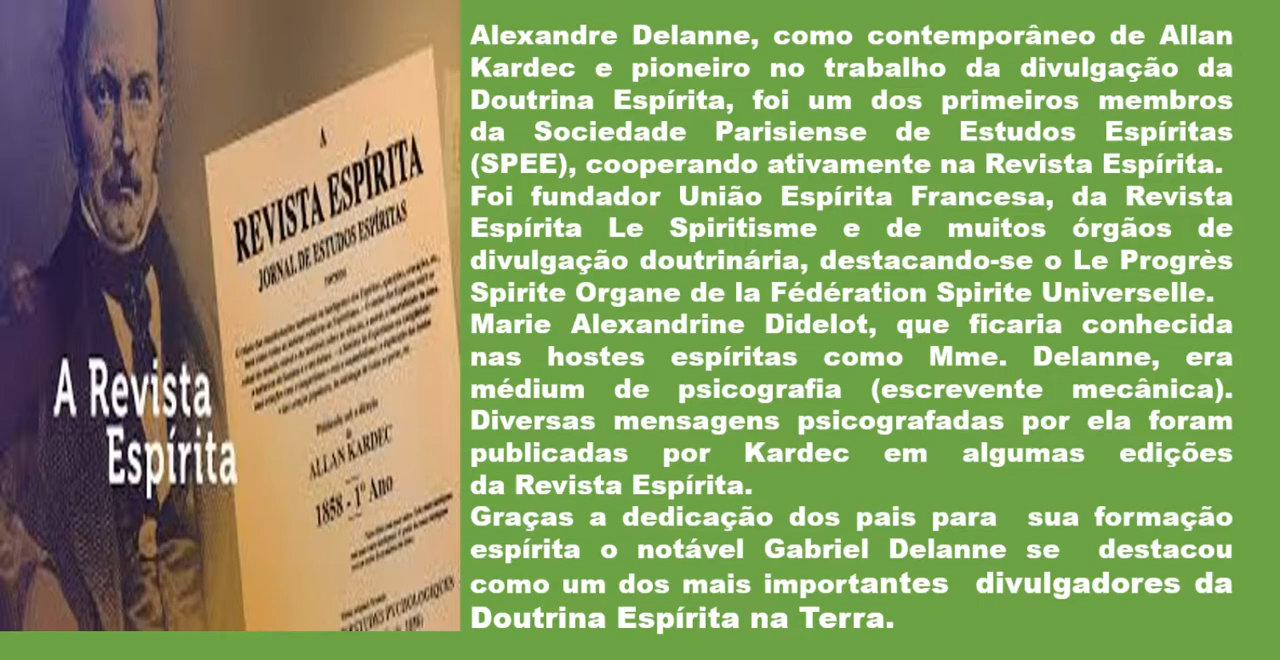 A
REVISTA ESPÍRITA
JORNAL DE ESTUDOS ESPÍRITAS
ALLAN KARDEC
1858 - 1º Ano
A Revista
Espírita
Alexandre Delanne, como contemporâneo de Allan
Kardec e pioneiro no trabalho da divulgação da
Doutrina Espírita, foi um dos primeiros membros
da Sociedade Parisiense de Estudos Espíritas
(SPEE), cooperando ativamente na Revista Espírita.
Foi fundador União Espírita Francesa, da Revista
Espírita Le Spiritisme e de muitos órgãos de
divulgação doutrinária, destacando-se o Le Progrès
Spirite Organe de la Fédération Spirite Universelle.
Marie Alexandrine Didelot, que ficaria conhecida
nas hostes espíritas como Mme. Delanne, era
médium de psicografia (escrevente mecânica).
Diversas mensagens psicografadas por ela foram
publicadas por Kardec em algumas edições
da Revista Espírita.
Graças a dedicação dos pais para sua formação
espírita o notável Gabriel Delanne se destacou
como um dos mais importantes divulgadores da
Doutrina Espírita na Terra.